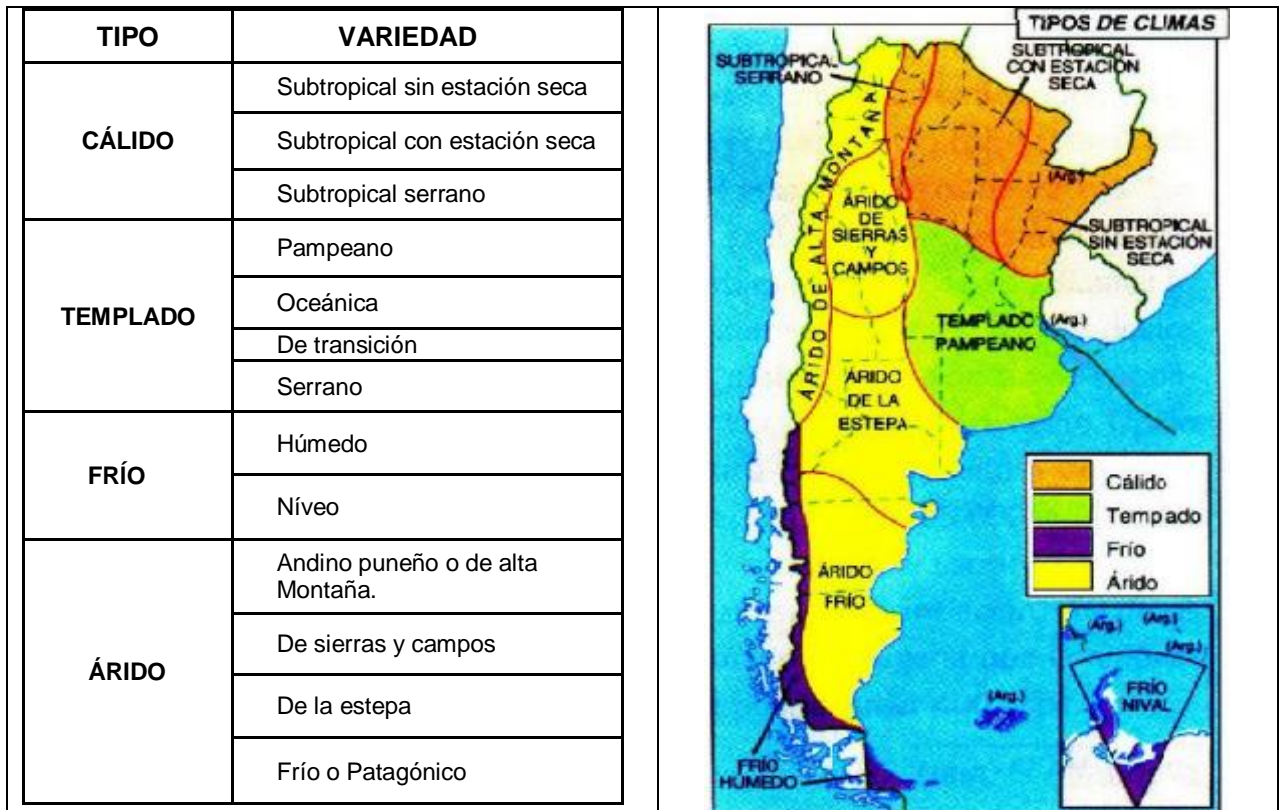 TIPO VARIEDAD
CÁLIDO
Subtropical sin estación seca
Subtropical con estación seca
Subtropical serrano
TEMPLADO
Pampeano
Oceánica
De transición
Serrano
FRÍO
Húmedo
Níveo
ÁRIDO
Andino puneño o de alta
Montaña.
De sierras y campos
De la estepa
Frío o Patagónico
TIPOS DE CLIMAS
SUBTROPICAL
SERRANO
SUBTROPICAL
CON ESTACIÓN
SECA
ÁRIDO DE ALTA MONTAÑA
ÁRIDO
DE
SIERRAS
Y
CAMPOS
(Arg.)
SUBTROPICAL
SIN ESTACIÓN
SECA
TEMPLADO
PAMPEANO
(Arg.)
ÁRIDO
DE LA
ESTEPA
Cálido
Tempado
Frío
Árido
ÁRIDO
FRÍO
(Arg.)
FRÍO
HÚMEDO
(Arg.) (Arg.)
(Arg.)
FRÍO
NIVAL